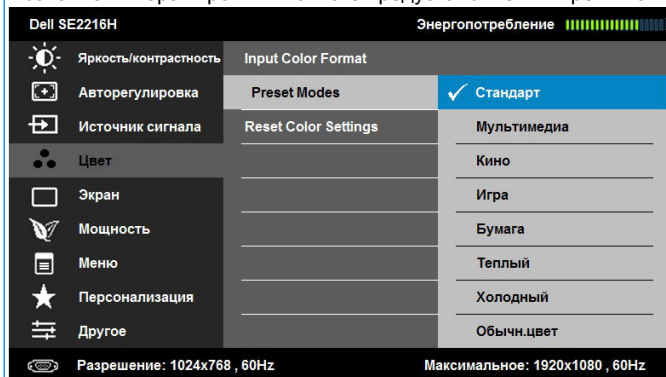 Dell SE2216H Энергопотребление
Яркость/контрастность Input Color Format
Авторегулировка Preset Modes Стандарт
Источник сигнала Reset Color Settings Мультимедиа
Цвет Кино
Экран Игра
Мощность Бумага
Меню Теплый
Персонализация Холодный
Другое Обычн.цвет
Разрешение: 1024x768 , 60Hz Максимальное: 1920x1080 , 60Hz